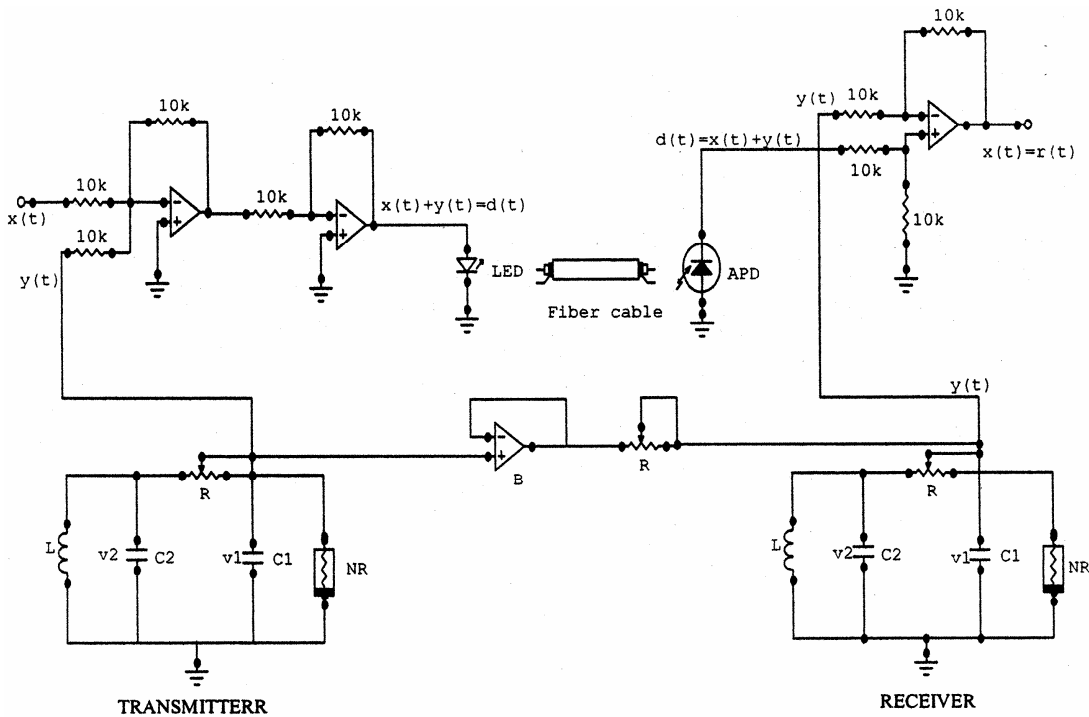 10k
10k
y(t)
10k
d(t)=x(t)+y(t)
10k
x(t)=r(t)
10k
10k
10k
10k
10k
x(t)
10k
x(t)+y(t)=d(t)
y(t)
LED
Fiber cable
APD
y(t)
B
R
R
L
v2
C2
v1
C1
NR
R
L
v2
C2
v1
C1
NR
TRANSMITTERR
RECEIVER